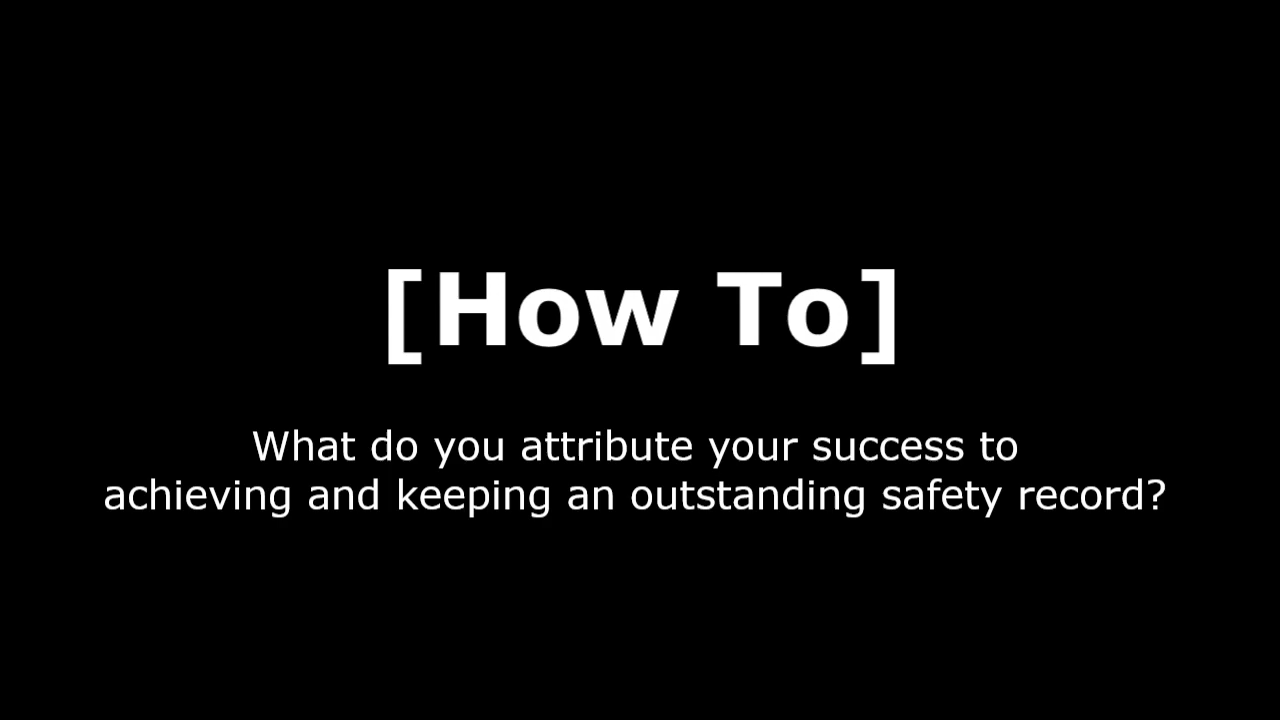 [How To]
What do you attribute your success to
achieving and keeping an outstanding safety record?